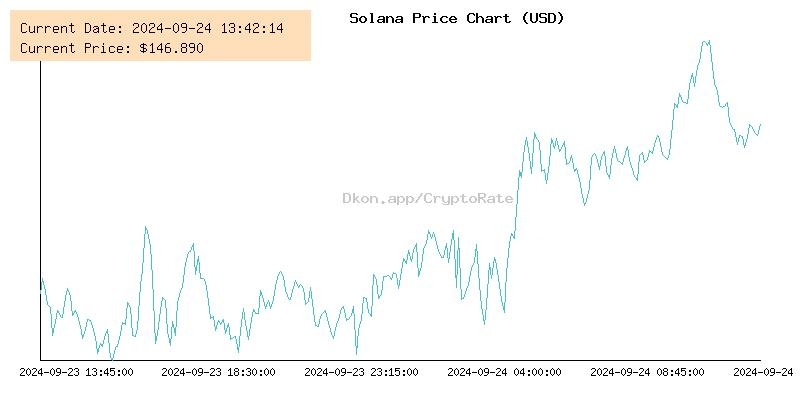 Solana Price Chart (USD)
Current Date: 2024-09-24 13:42:14
Current Price: $146.890
Dkon.app/CryptoRate
2024-09-23 13:45:00 2024-09-23 18:30:00 2024-09-23 23:15:00 2024-09-24 04:00:00 2024-09-24 08:45:00 2024-09-24